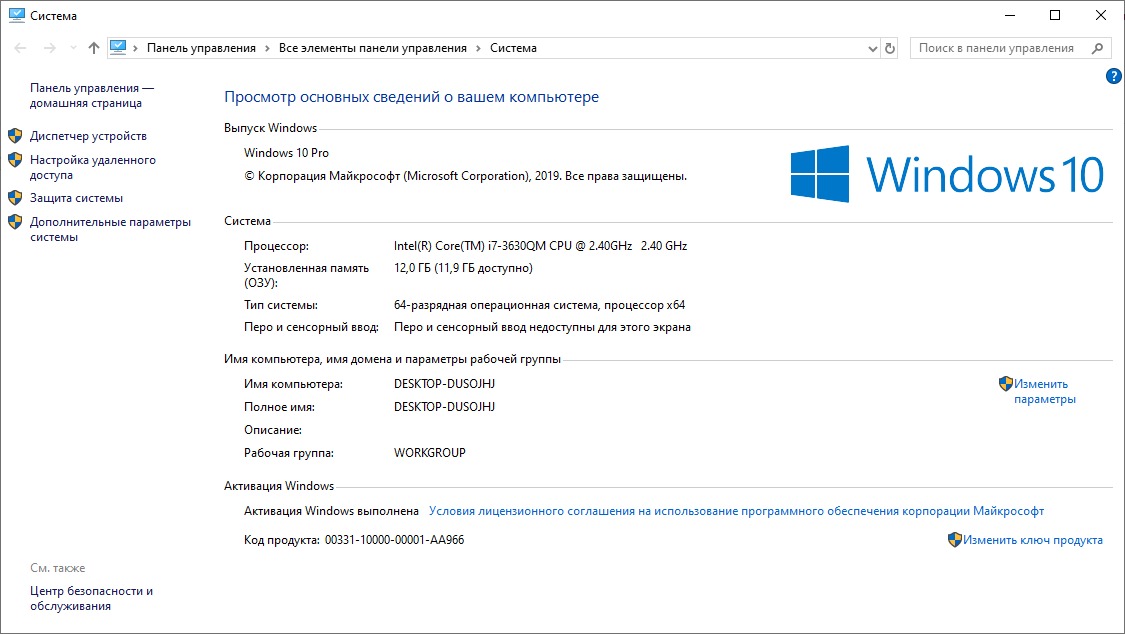 Система
Панель управления › Все элементы панели управления › Система
Поиск в панели управления
Панель управления —
домашняя страница
Диспетчер устройств
Настройка удаленного
доступа
Защита системы
Дополнительные параметры
системы
См. также
Центр безопасности и
обслуживания
?
Просмотр основных сведений о вашем компьютере
Выпуск Windows
Windows 10 Pro
© Корпорация Майкрософт (Microsoft Corporation), 2019. Все права защищены.
Windows 10
Система
Процессор: Intel(R) Core(TM) i7-3630QM CPU @ 2.40GHz 2.40 GHz
Установленная память 12,0 ГБ (11,9 ГБ доступно)
(ОЗУ):
Тип системы: 64-разрядная операционная система, процессор x64
Перо и сенсорный ввод: Перо и сенсорный ввод недоступны для этого экрана
Имя компьютера, имя домена и параметры рабочей группы
Имя компьютера: DESKTOP-DUSOJHJ
Изменить
параметры
Полное имя: DESKTOP-DUSOJHJ
Описание:
Рабочая группа: WORKGROUP
Активация Windows
Активация Windows выполнена Условия лицензионного соглашения на использование программного обеспечения корпорации Майкрософт
Код продукта: 00331-10000-00001-AA966
Изменить ключ продукта